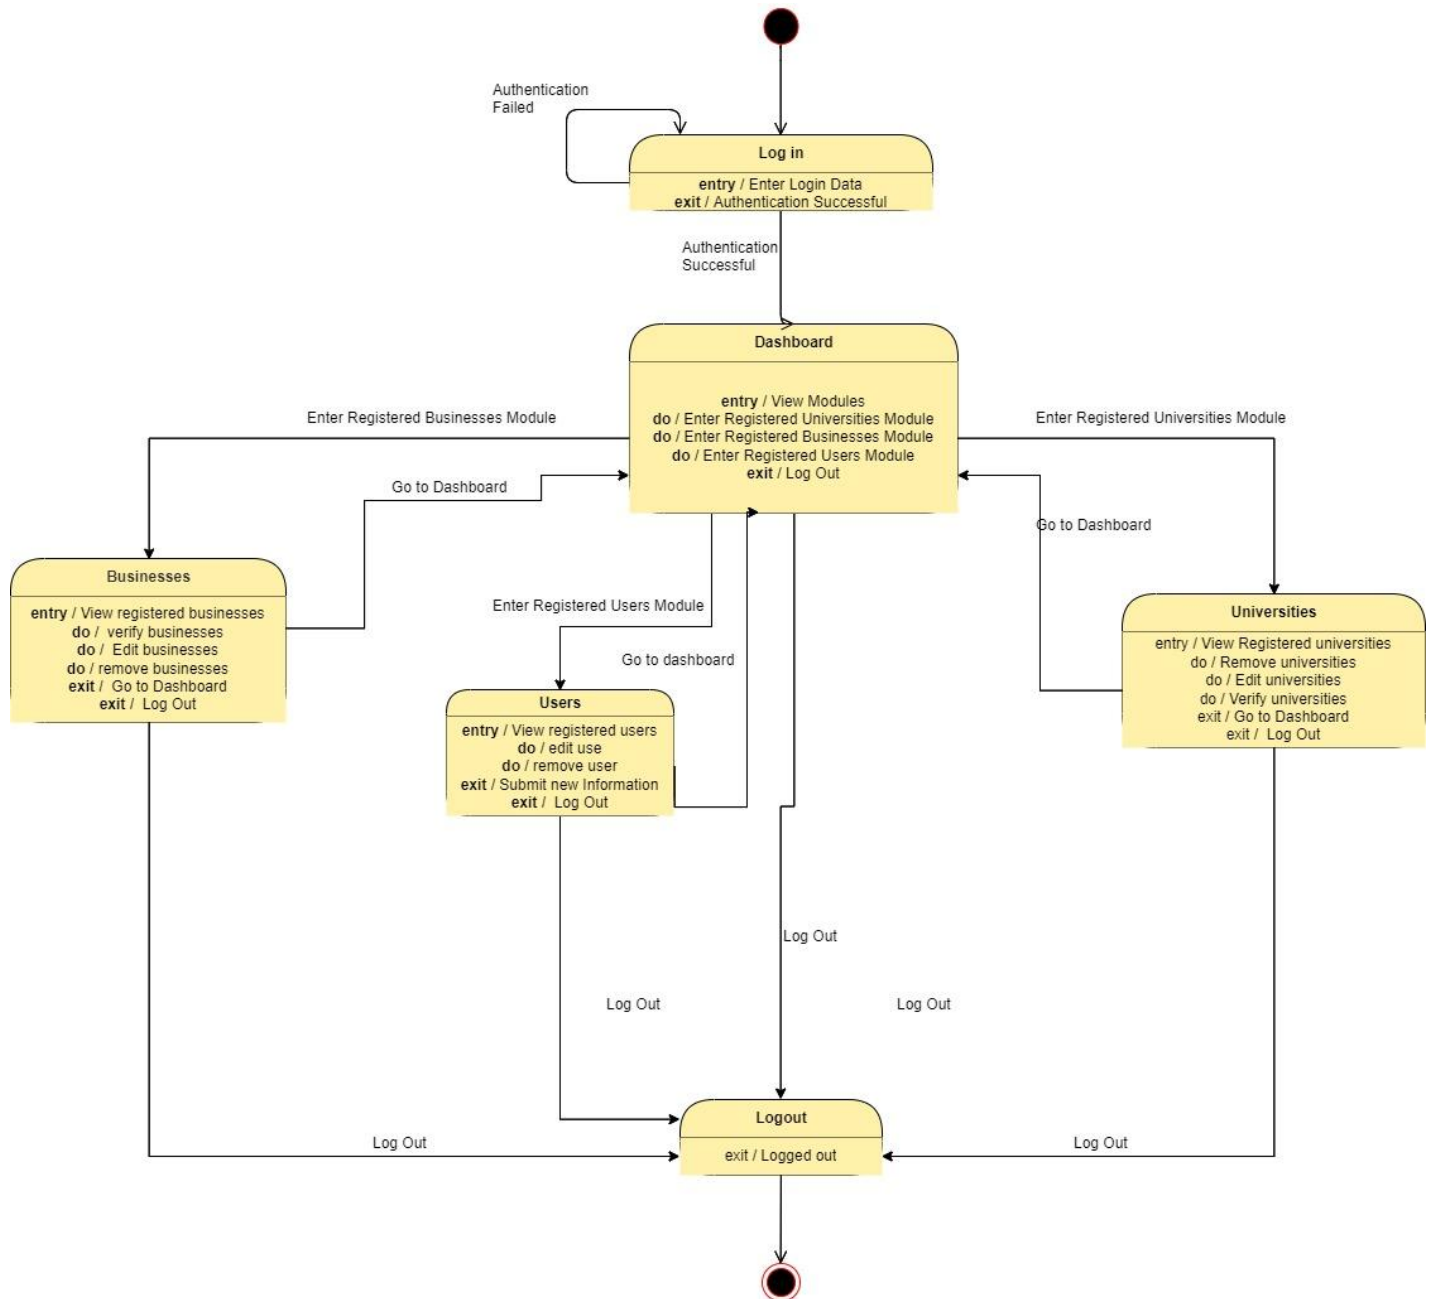 Authentication
Failed
Log in
entry / Enter Login Data
exit / Authentication Successful
Authentication
Successful
Dashboard
entry / View Modules
do / Enter Registered Universities Module
do / Enter Registered Businesses Module
do / Enter Registered Users Module
exit / Log Out
Enter Registered Businesses Module
Enter Registered Universities Module
Go to Dashboard
Go to Dashboard
Businesses
entry / View registered businesses
do / verify businesses
do / Edit businesses
do / remove businesses
exit / Go to Dashboard
exit / Log Out
Enter Registered Users Module
Go to dashboard
Users
entry / View registered users
do / edit use
do / remove user
exit / Submit new Information
exit / Log Out
Universities
entry / View Registered universities
do / Remove universities
do / Edit universities
do / Verify universities
exit / Go to Dashboard
exit / Log Out
Log Out
Log Out
Log Out
Log Out
Log Out
Logout
exit / Logged out